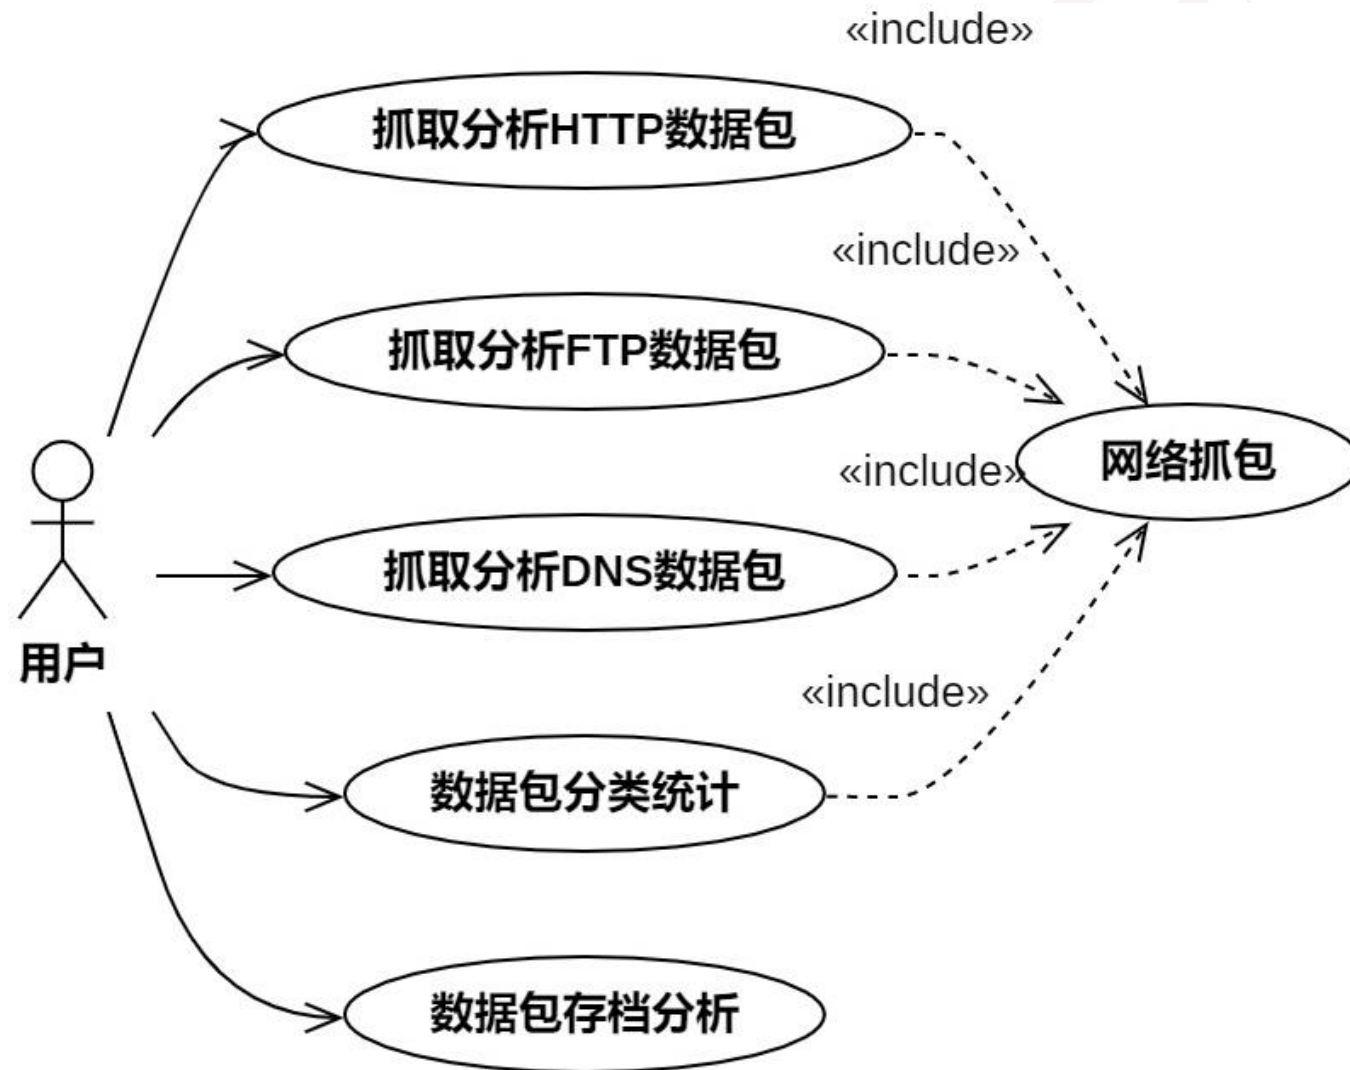 «include»
抓取分析HTTP数据包
«include»
抓取分析FTP数据包
«include»
网络抓包
抓取分析DNS数据包
用户
«include»
数据包分类统计
数据包存档分析